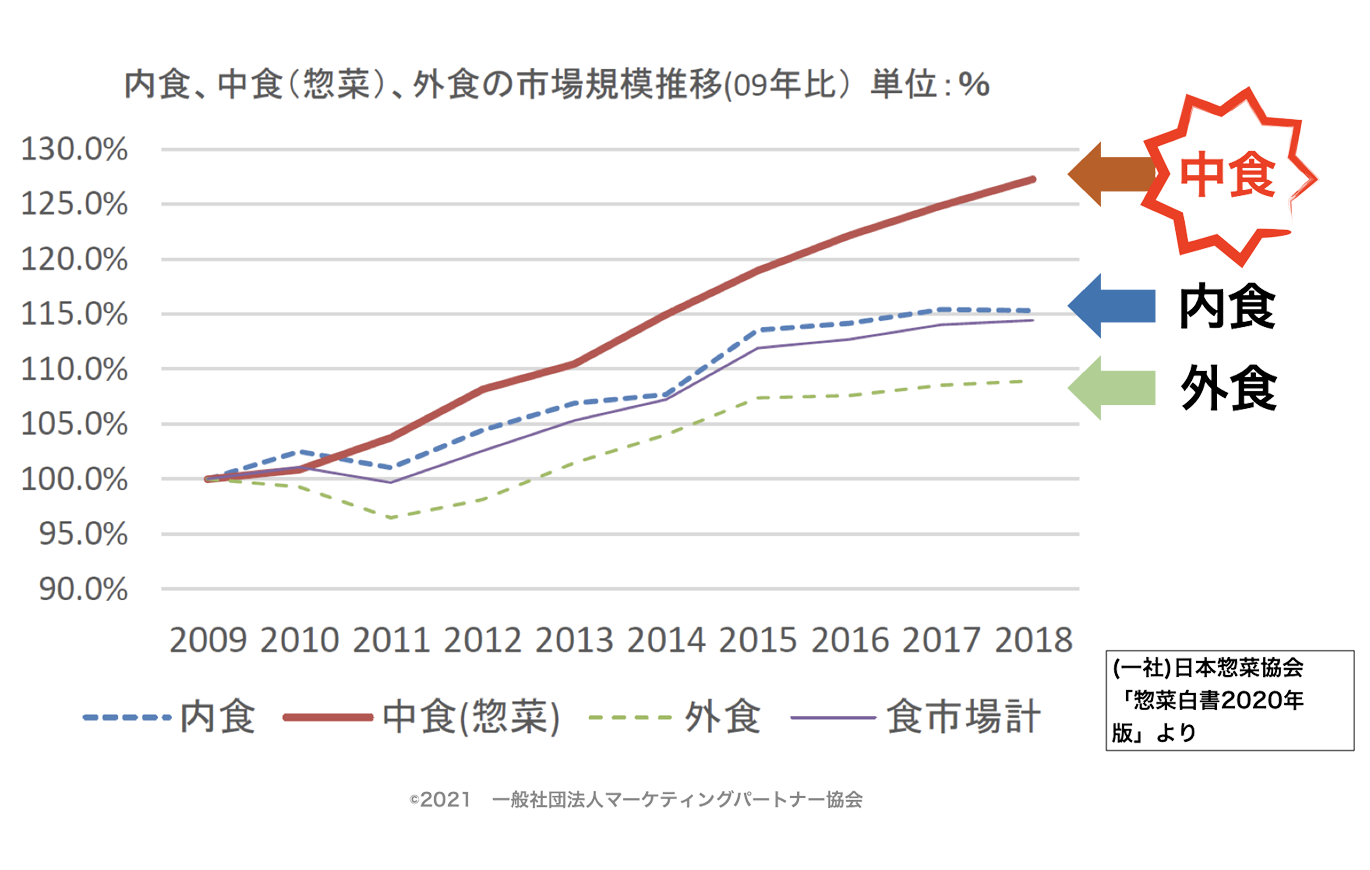 内食、中食（惣菜）、外食の市場規模推移(09年比） 単位：%
130.0%
125.0%
120.0%
115.0%
110.0%
105.0%
100.0%
95.0%
90.0%
2009 2010 2011 2012 2013 2014 2015 2016 2017 2018
内食 中食(惣菜) 外食 食市場計
中食
内食
外食
(一社)日本惣菜協会
「惣菜白書2020年
版」より
©2021　一般社団法人マーケティングパートナー協会